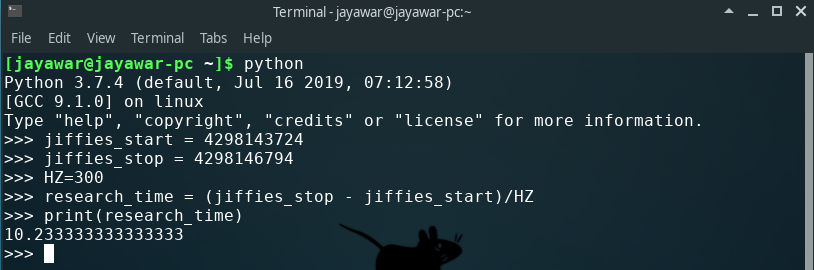 Terminal - jayawar@jayawar-pc:~
File Edit View Terminal Tabs Help
[jayawar@jayawar-pc ~]$ python
Python 3.7.4 (default, Jul 16 2019, 07:12:58)
[GCC 9.1.0] on linux
Type "help", "copyright", "credits" or "license" for more information.
>>> jiffies_start = 4298143724
>>> jiffies_stop = 4298146794
>>> HZ=300
>>> research_time = (jiffies_stop - jiffies_start)/HZ
>>> print(research_time)
10.233333333333333
>>>